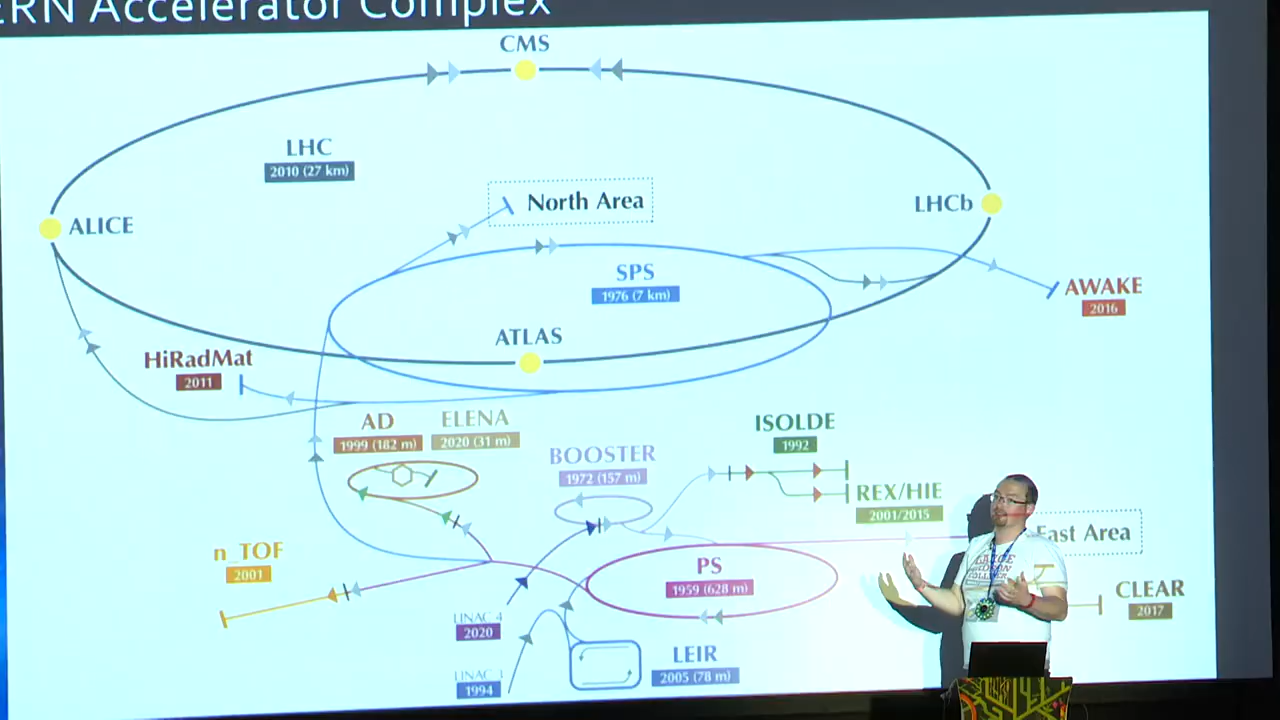 ERN Accelerator Complex
CMS
LHC
2010 (27 km)
North Area
ALICE
LHCb
SPS
1976 (7 km)
AWAKE
2016
ATLAS
HiRadMat
2011
AD
1999 (182 m)
ELENA
2020 (31 m)
ISOLDE
1992
BOOSTER
1972 (157 m)
REX/HIE
2001/2015
East Area
n_TOF
2001
PS
1959 (628 m)
CLEAR
2017
LINAC 4
2020
LEIR
2005 (78 m)
LINAC 3
1994